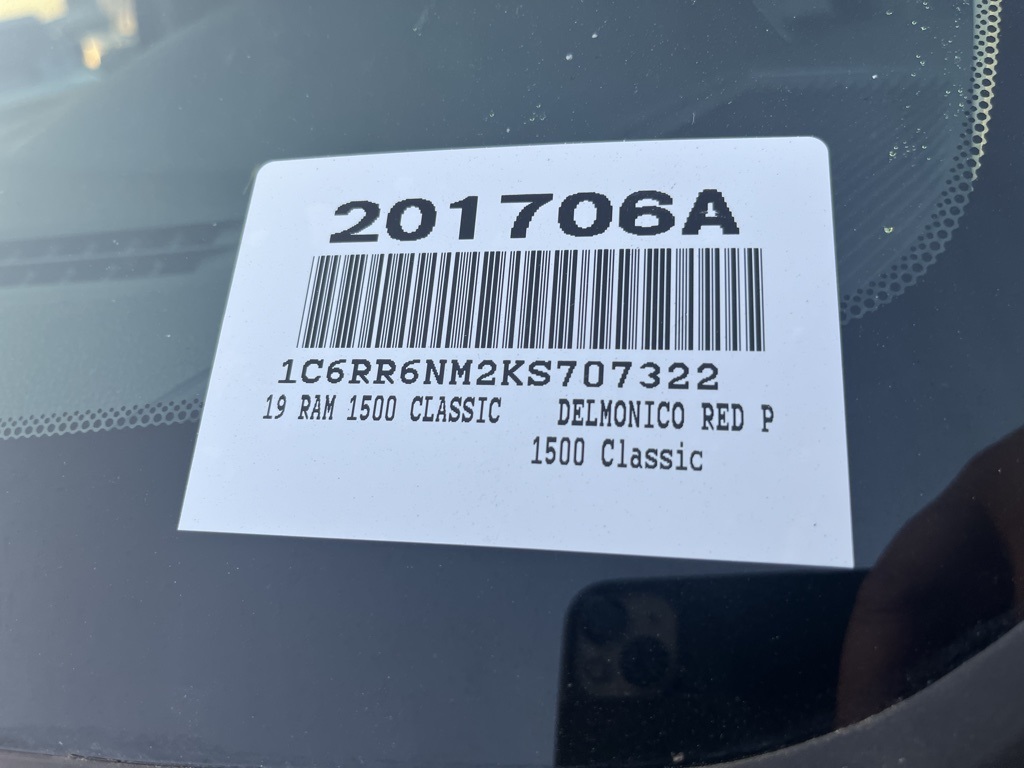 201706A
1C6RR6NM2KS707322
19 RAM 1500 CLASSIC DELMONICO RED P
1500 Classic